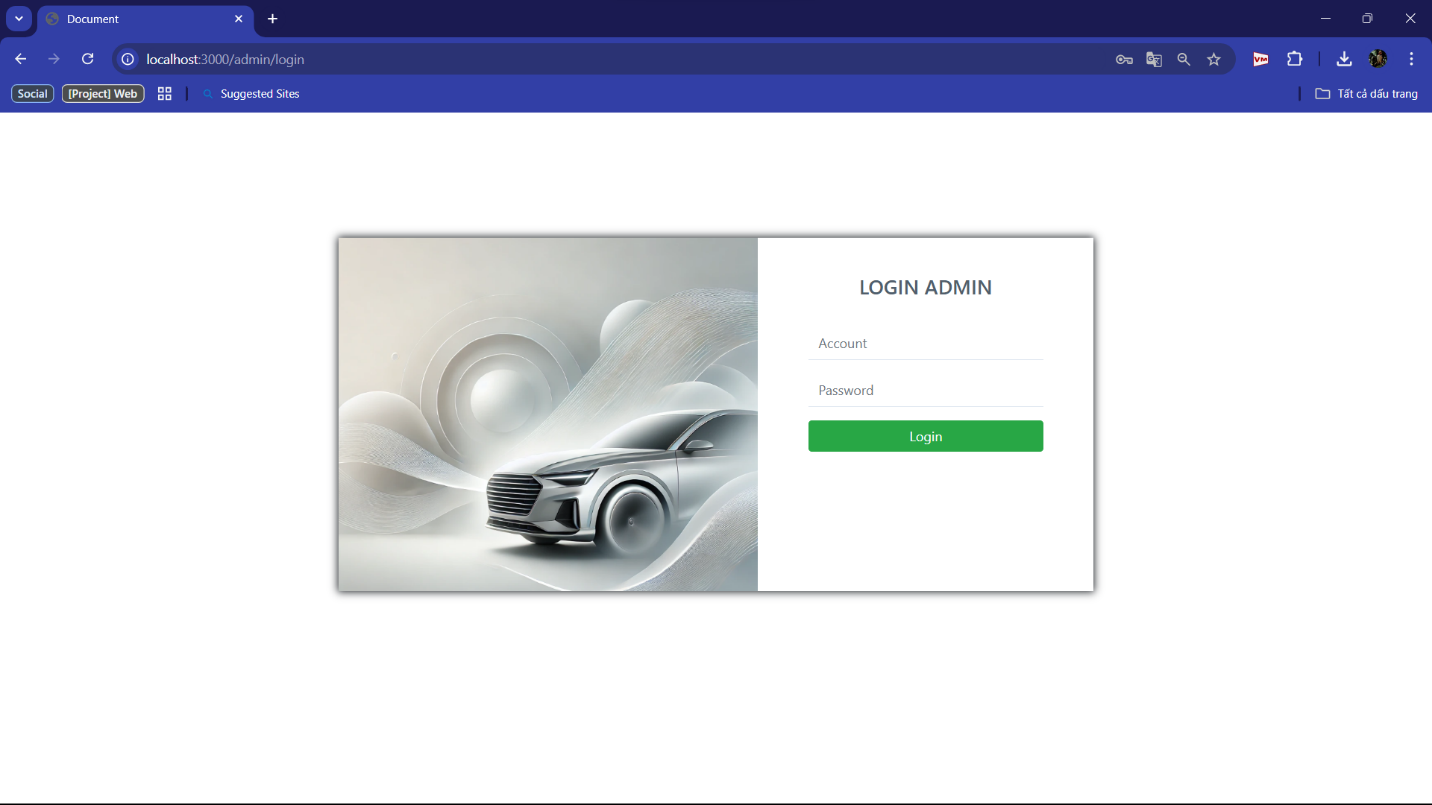 Document
localhost:3000/admin/login
Social
[Project] Web
Suggested Sites
Tất cả dấu trang
LOGIN ADMIN
Account
Password
Login